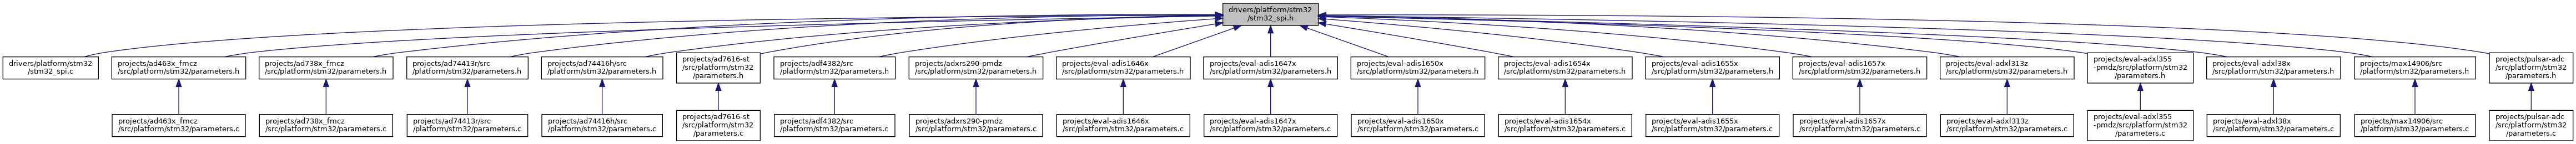 drivers/platform/stm32
/stm32_spi.h
drivers/platform/stm32
/stm32_spi.c
projects/ad463x_fmcz
/src/platform/stm32/parameters.h
projects/ad738x_fmcz
/src/platform/stm32/parameters.h
projects/ad74413r/src
/platform/stm32/parameters.h
projects/ad74416h/src
/platform/stm32/parameters.h
projects/ad7616-st
/src/platform/stm32
/parameters.h
projects/adf4382/src
/platform/stm32/parameters.h
projects/adxrs290-pmdz
/src/platform/stm32/parameters.h
projects/eval-adis1646x
/src/platform/stm32/parameters.h
projects/eval-adis1647x
/src/platform/stm32/parameters.h
projects/eval-adis1650x
/src/platform/stm32/parameters.h
projects/eval-adis1654x
/src/platform/stm32/parameters.h
projects/eval-adis1655x
/src/platform/stm32/parameters.h
projects/eval-adis1657x
/src/platform/stm32/parameters.h
projects/eval-adxl313z
/src/platform/stm32/parameters.h
projects/eval-adxl355
-pmdz/src/platform/stm32
/parameters.h
projects/eval-adxl38x
/src/platform/stm32/parameters.h
projects/max14906/src
/platform/stm32/parameters.h
projects/pulsar-adc
/src/platform/stm32
/parameters.h
projects/ad463x_fmcz
/src/platform/stm32/parameters.c
projects/ad738x_fmcz
/src/platform/stm32/parameters.c
projects/ad74413r/src
/platform/stm32/parameters.c
projects/ad74416h/src
/platform/stm32/parameters.c
projects/ad7616-st
/src/platform/stm32
/parameters.c
projects/adf4382/src
/platform/stm32/parameters.c
projects/adxrs290-pmdz
/src/platform/stm32/parameters.c
projects/eval-adis1646x
/src/platform/stm32/parameters.c
projects/eval-adis1647x
/src/platform/stm32/parameters.c
projects/eval-adis1650x
/src/platform/stm32/parameters.c
projects/eval-adis1654x
/src/platform/stm32/parameters.c
projects/eval-adis1655x
/src/platform/stm32/parameters.c
projects/eval-adis1657x
/src/platform/stm32/parameters.c
projects/eval-adxl313z
/src/platform/stm32/parameters.c
projects/eval-adxl355
-pmdz/src/platform/stm32
/parameters.c
projects/eval-adxl38x
/src/platform/stm32/parameters.c
projects/max14906/src
/platform/stm32/parameters.c
projects/pulsar-adc
/src/platform/stm32
/parameters.c